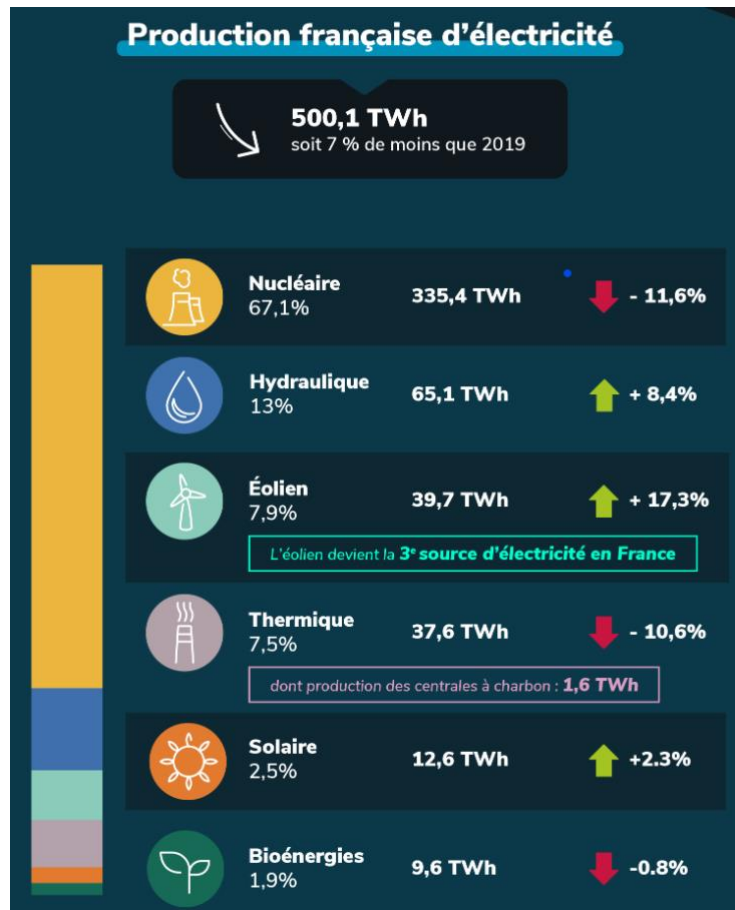 Production française d'électricité
500,1 TWh
soit 7 % de moins que 2019
Nucléaire
67,1%
335,4 TWh
- 11,6%
Hydraulique
13%
65,1 TWh
+ 8,4%
Éolien
7,9%
39,7 TWh
+ 17,3%
L'éolien devient la 3e source d'électricité en France
Thermique
7,5%
37,6 TWh
- 10,6%
dont production des centrales à charbon : 1,6 TWh
Solaire
2,5%
12,6 TWh
+2.3%
Bioénergies
1,9%
9,6 TWh
-0.8%